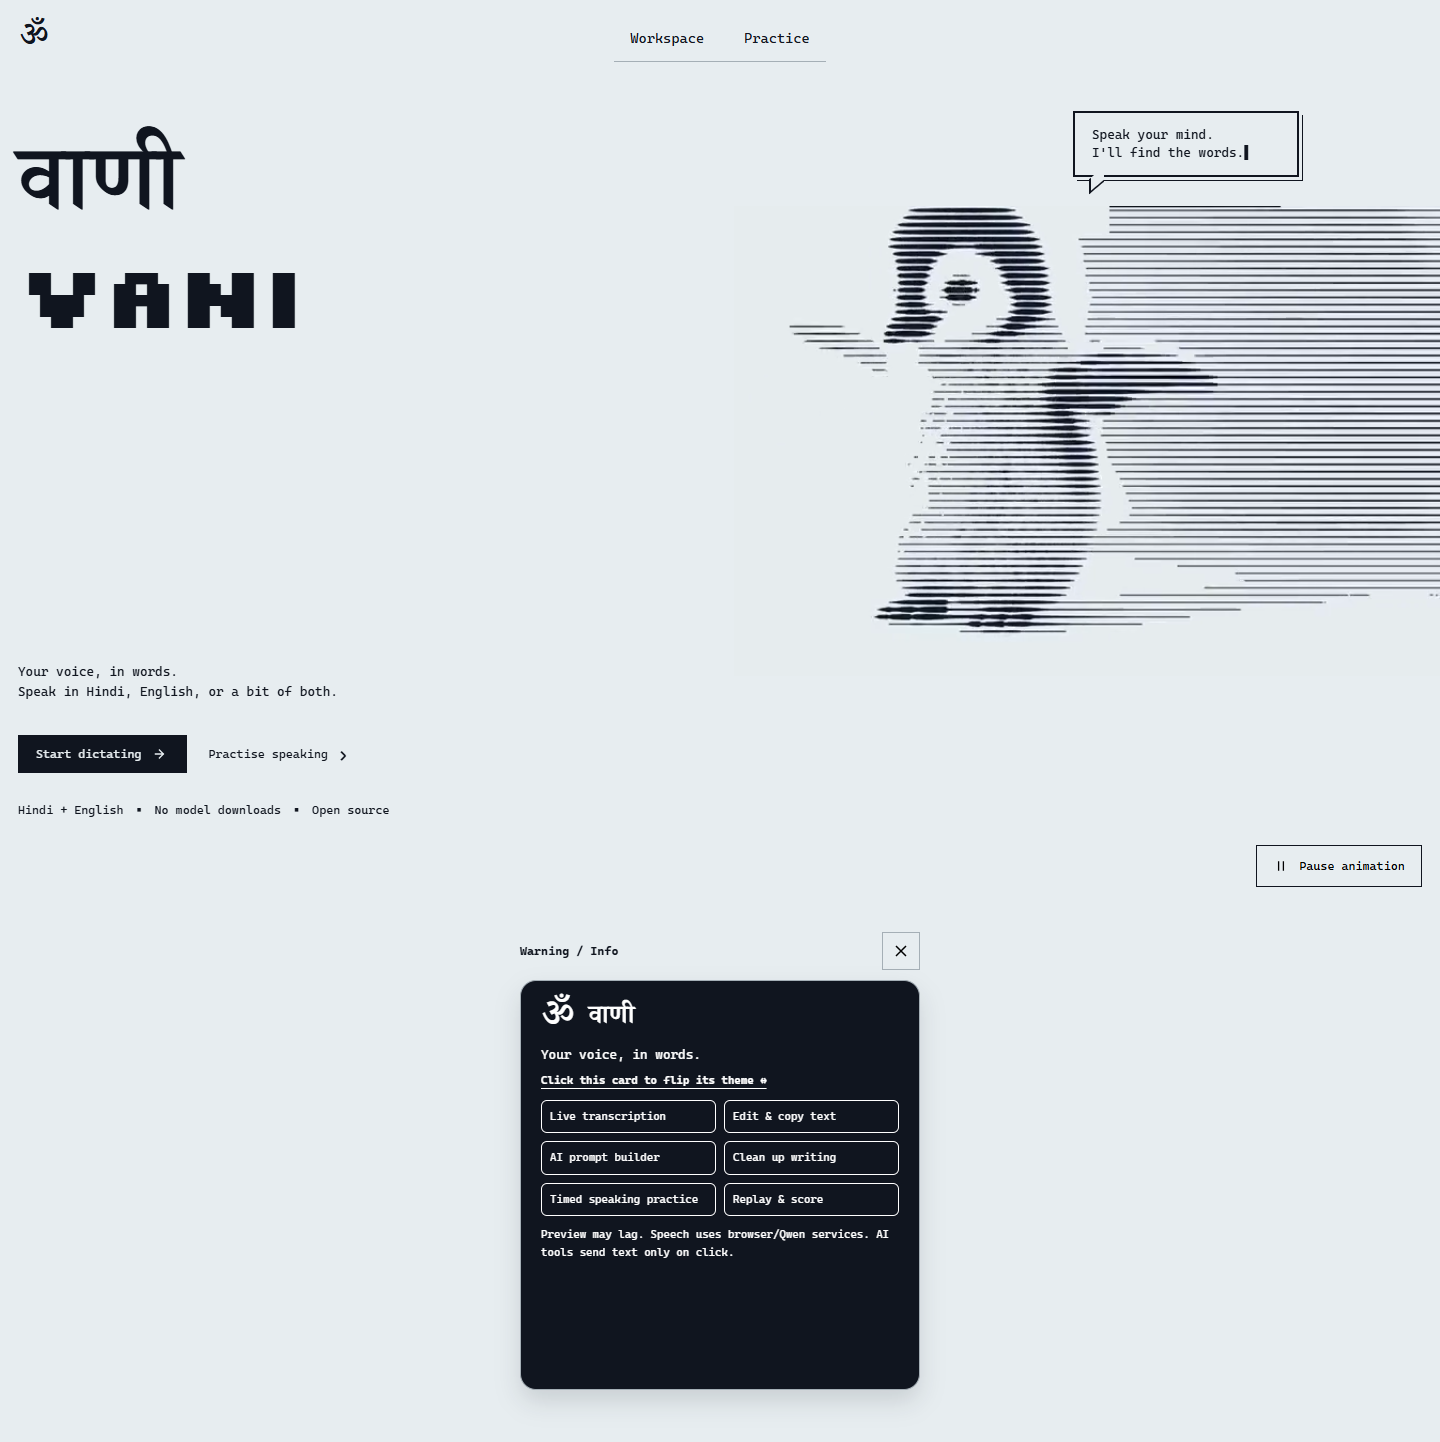 ॐ
Workspace Practice
वाणी
VANI
Speak your mind.
I'll find the words.
Your voice, in words.
Speak in Hindi, English, or a bit of both.
Start dictating → Practise speaking ›
Hindi + English ▪ No model downloads ▪ Open source
Pause animation
Warning / Info
ॐ वाणी
Your voice, in words.
Click this card to flip its theme
Live transcription Edit & copy text
AI prompt builder Clean up writing
Timed speaking practice Replay & score
Preview may lag. Speech uses browser/Qwen services. AI
tools send text only on click.